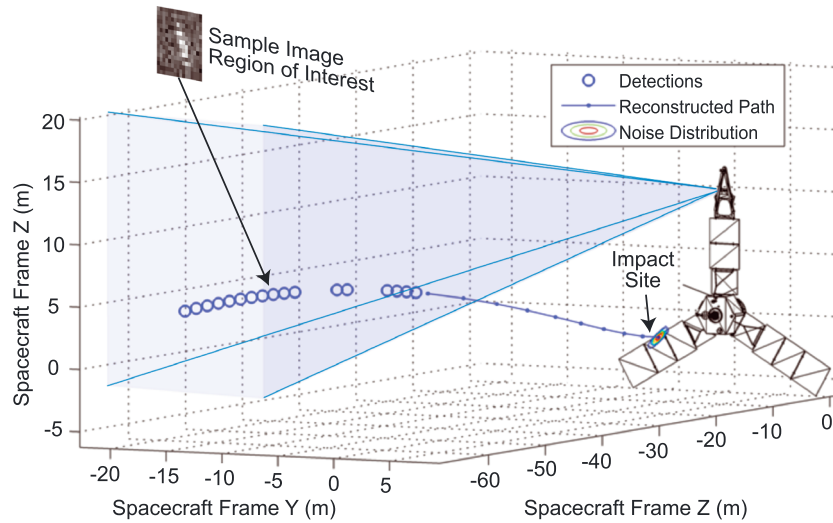 Sample Image
Region of Interest
Detections
Reconstructed Path
Noise Distribution
Impact
Site
20
15
10
5
0
-5
Spacecraft Frame Z (m)
-20
-15
-10
-5
0
5
Spacecraft Frame Y (m)
-60
-50
-40
-30
-20
-10
0
Spacecraft Frame Z (m)